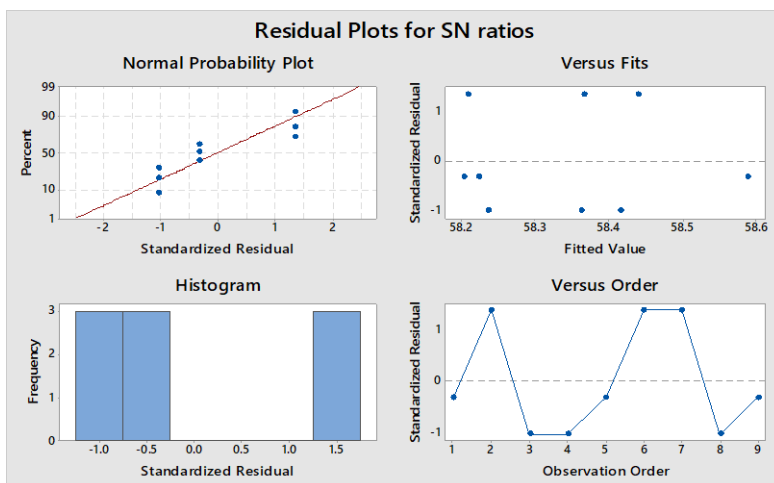 Residual Plots for SN ratios
Normal Probability Plot
Versus Fits
99
90
50
10
1
Percent
-2 -1 0 1 2
Standardized Residual
1
0
-1
Standardized Residual
58.2 58.3 58.4 58.5 58.6
Fitted Value
Histogram
Versus Order
3
2
1
0
Frequency
-1.0 -0.5 0.0 0.5 1.0 1.5
Standardized Residual
1
0
-1
Standardized Residual
1 2 3 4 5 6 7 8 9
Observation Order